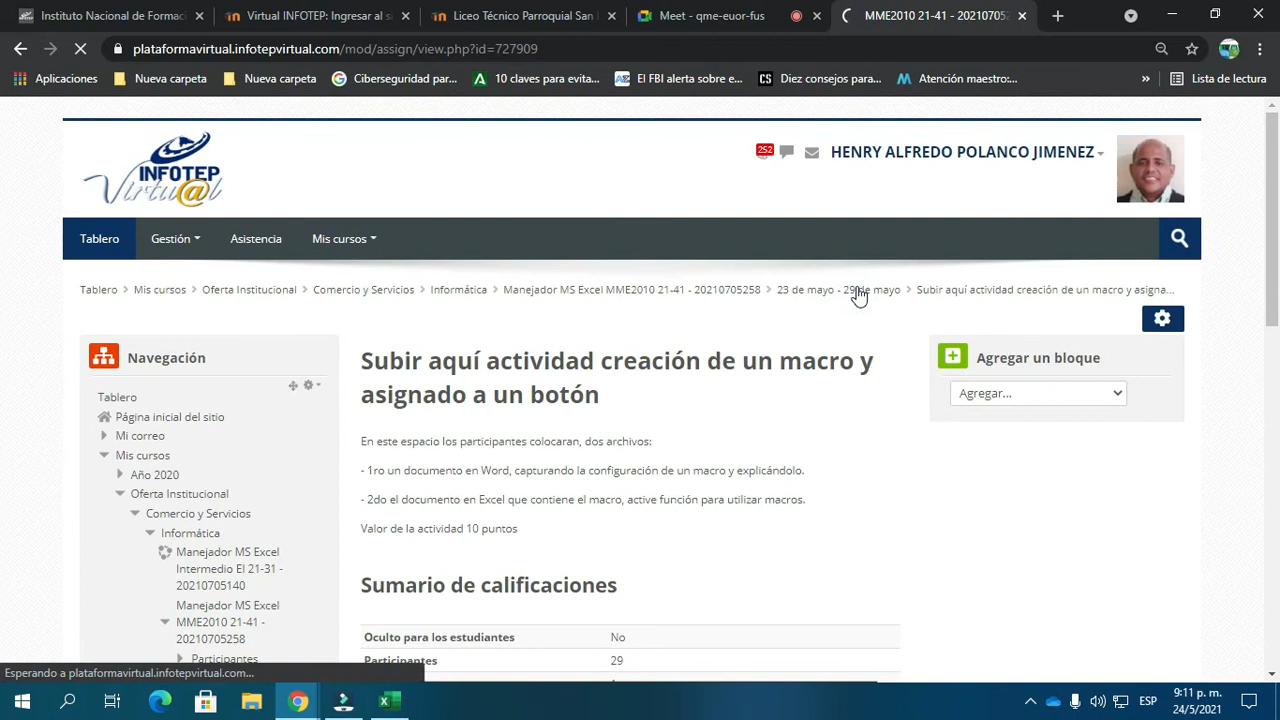 Instituto Nacional de Formaci
Virtual INFOTEP: Ingresar al si
Liceo Técnico Parroquial San
Meet - qme-euor-fus
MME2010 21-41 - 2021070525
plataformavirtual.infotepvirtual.com/mod/assign/view.php?id=727909
Aplicaciones
Nueva carpeta
Nueva carpeta
Ciberseguridad par...
10 claves para evita...
El FBI alerta sobre e...
Diez consejos para...
Atención maestro:...
»
Lista de lectura
INFOTEP
Virtu@l
252
HENRY ALFREDO POLANCO JIMENEZ
Tablero
Gestión
Asistencia
Mis cursos
Tablero > Mis cursos > Oferta Institucional > Comercio y Servicios > Informática > Manejador MS Excel MME2010 21-41 - 20210705258 > 23 de mayo - 29 de mayo > Subir aquí actividad creación de un macro y asigna...
Navegación
Tablero
Página inicial del sitio
Mi correo
Mis cursos
Año 2020
Oferta Institucional
Comercio y Servicios
Informática
Manejador MS Excel
Intermedio EI 21-31 -
20210705140
Manejador MS Excel
MME2010 21-41 -
20210705258
Participantes
Subir aquí actividad creación de un macro y
asignado a un botón
En este espacio los participantes colocaran, dos archivos:
- 1ro un documento en Word, capturando la configuración de un macro y explicándolo.
- 2do el documento en Excel que contiene el macro, active función para utilizar macros.
Valor de la actividad 10 puntos
Sumario de calificaciones
Oculto para los estudiantes No
Participantes 29
Agregar un bloque
Agregar...
Esperando a plataformavirtual.infotepvirtual.com...
ESP
9:11 p. m.
24/5/2021